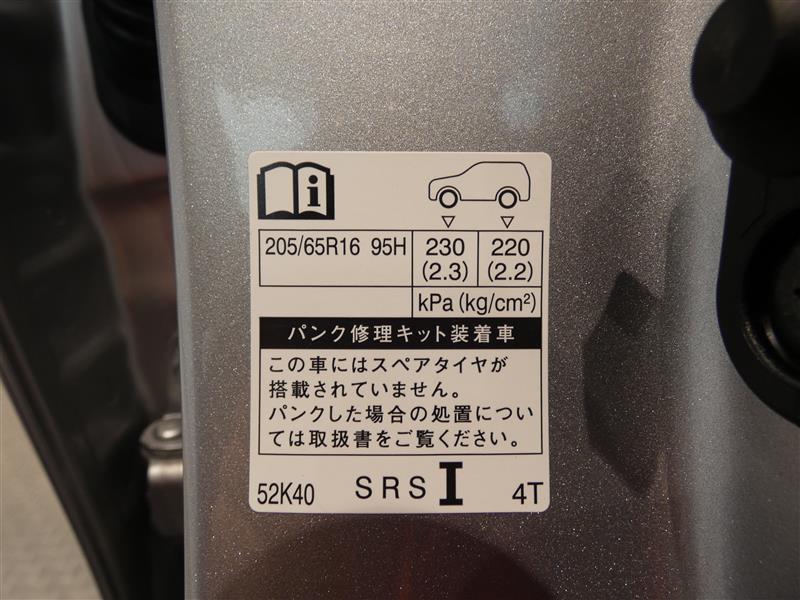 i
205/65R16 95H 230 220
(2.3) (2.2)
kPa (kg/cm²)
パンク修理キット装着車
この車にはスペアタイヤが
搭載されていません。
パンクした場合の処置につい
ては取扱書をご覧ください。
52K40 SRS I 4T